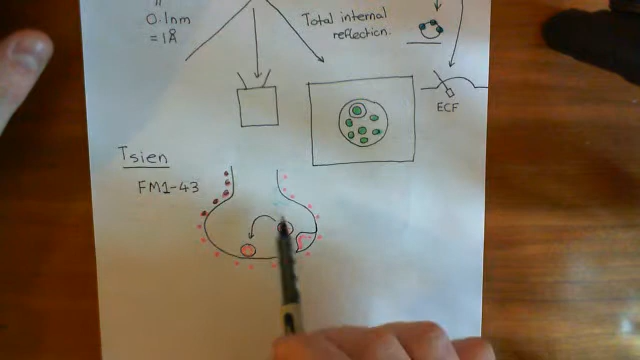 "
0.1nm
= 1Å
Total internal
reflection.
ECF
Tsien
FM1-43